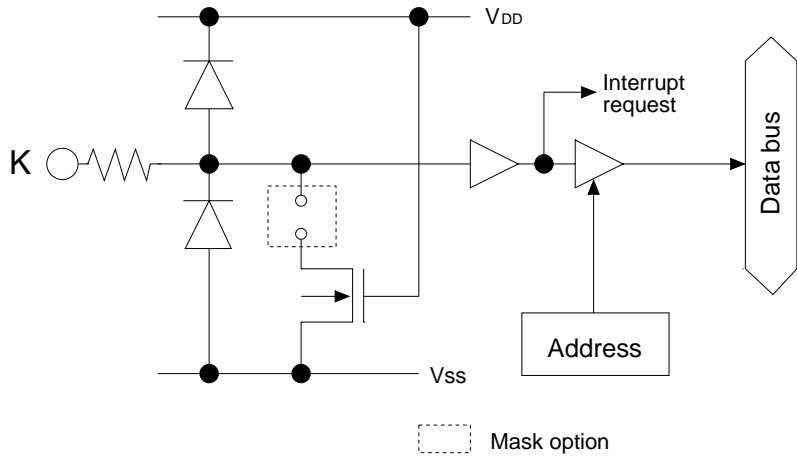 VDD
Interrupt
request
K
Data bus
Address
Vss
Mask option